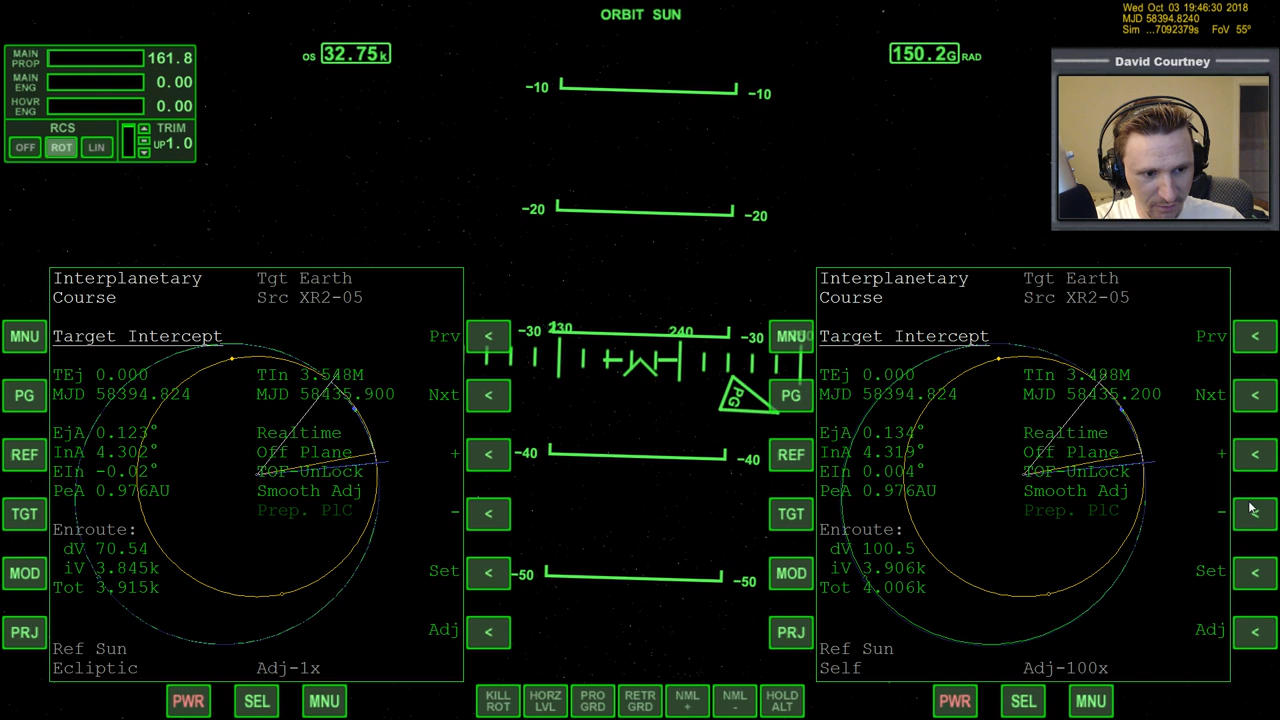 ORBIT SUN
Wed Oct 03 19:46:30 2018
MJD 58394.8240
Sim ...7092379s FoV 55º
MAIN PROP 161.8
MAIN ENG 0.00
HOVR ENG 0.00
RCS
TRIM
UP 1.0
OFF ROT LIN
OS 32.75k
150.2G RAD
David Courtney
-10 -10
-20 -20
-30 230 240 -30
PG
-40 -40
-50 -50
Interplanetary Tgt Earth
Course Src XR2-05
Target Intercept
TEj 0.000 TIn 3.548M
MJD 58394.824 MJD 58435.900
EjA 0.123° Realtime
InA 4.302° Off Plane
EIn -0.02° TOF-UnLock
PeA 0.976AU Smooth Adj
Prep. PlC
Enroute:
dV 70.54
iV 3.845k
Tot 3.915k
Ref Sun
Ecliptic Adj-1x
MNU
PG
REF
TGT
MOD
PRJ
Prv <
Nxt <
+ <
- <
Set <
Adj <
PWR SEL MNU
KILL ROT
HORZ LVL
PRO GRD
RETR GRD
NML +
NML -
HOLD ALT
Interplanetary Tgt Earth
Course Src XR2-05
Target Intercept
TEj 0.000 TIn 3.498M
MJD 58394.824 MJD 58435.200
EjA 0.134° Realtime
InA 4.319° Off Plane
EIn 0.004° TOF-UnLock
PeA 0.976AU Smooth Adj
Prep. PlC
Enroute:
dV 100.5
iV 3.906k
Tot 4.006k
Ref Sun
Self Adj-100x
MNU
PG
REF
TGT
MOD
PRJ
Prv <
Nxt <
+ <
- <
Set <
Adj <
PWR SEL MNU